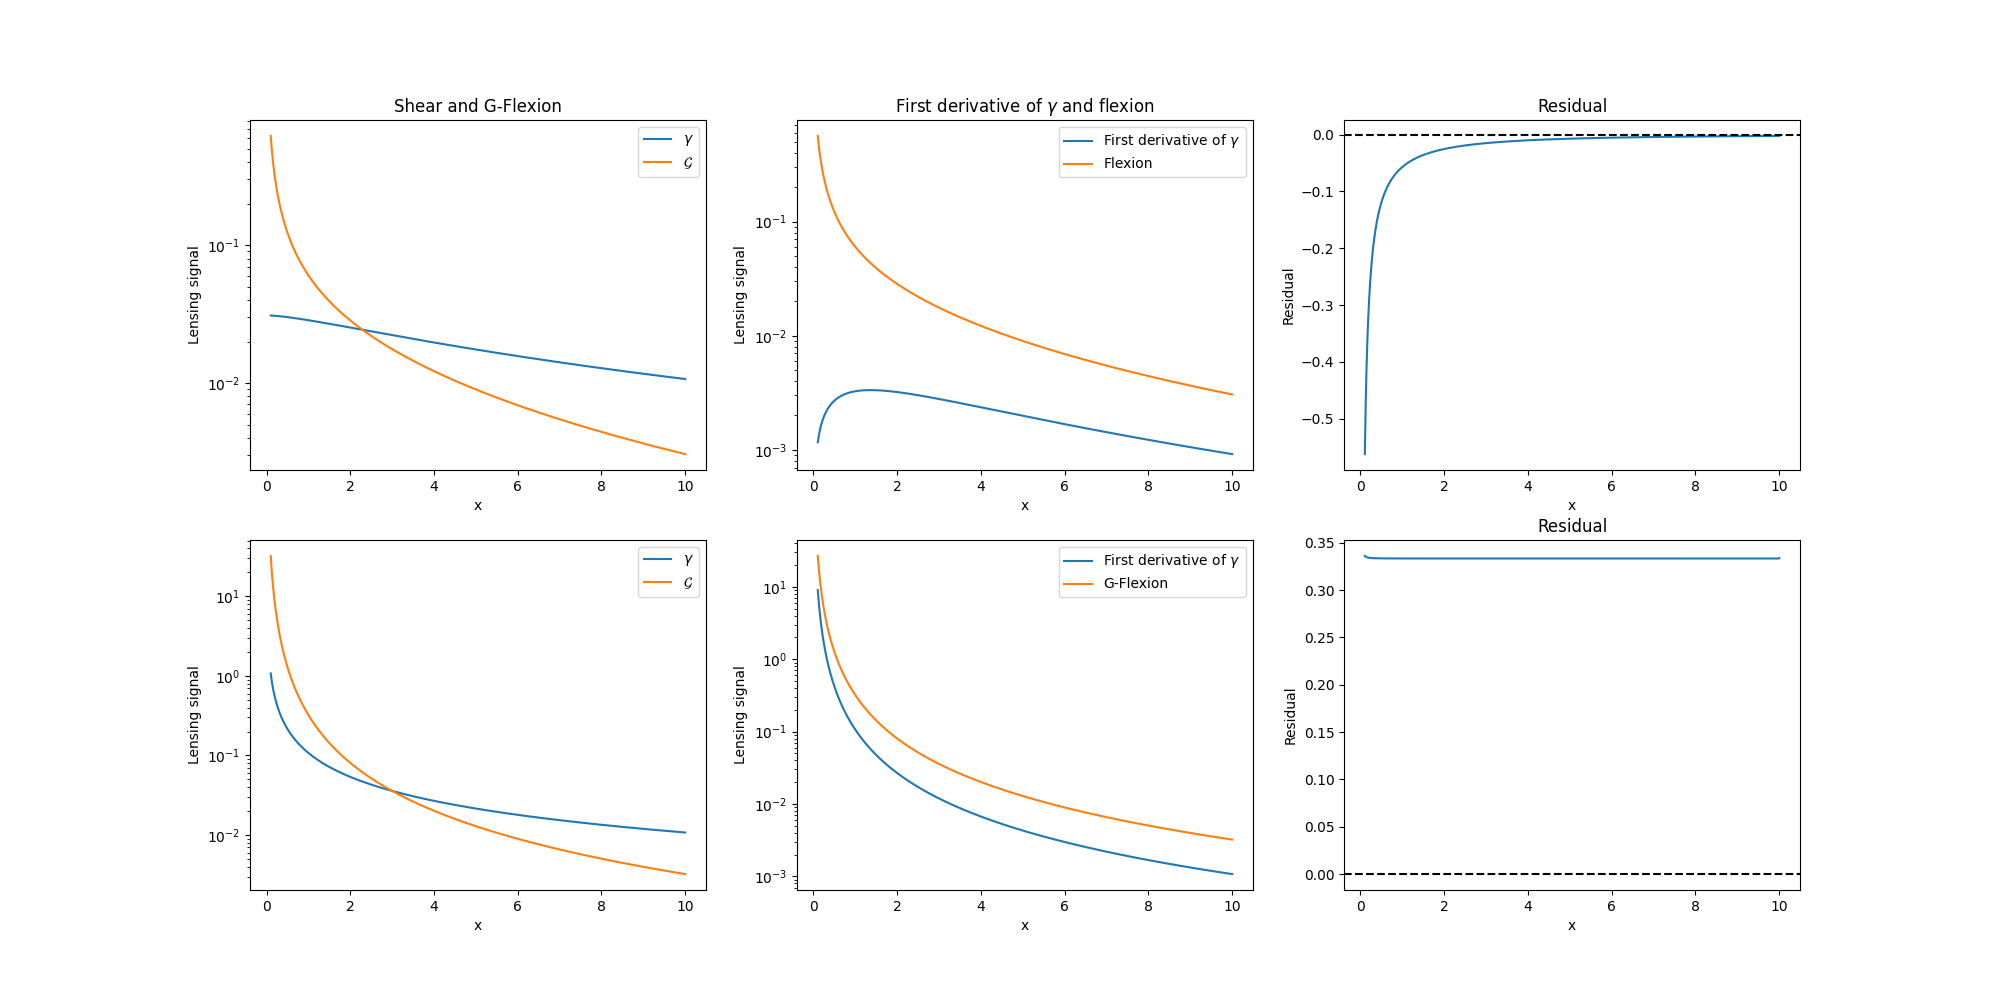 Shear and G-Flexion
First derivative of γ and flexion
Residual
γ
𝒢
First derivative of γ
Flexion
Lensing signal
10⁻¹
10⁻²
0 2 4 6 8 10
x
Lensing signal
10⁻¹
10⁻²
10⁻³
0 2 4 6 8 10
x
Residual
0.0
−0.1
−0.2
−0.3
−0.4
−0.5
0 2 4 6 8 10
x
Residual
γ
𝒢
First derivative of γ
G-Flexion
Lensing signal
10¹
10⁰
10⁻¹
10⁻²
0 2 4 6 8 10
x
Lensing signal
10¹
10⁰
10⁻¹
10⁻²
10⁻³
0 2 4 6 8 10
x
Residual
0.35
0.30
0.25
0.20
0.15
0.10
0.05
0.00
0 2 4 6 8 10
x